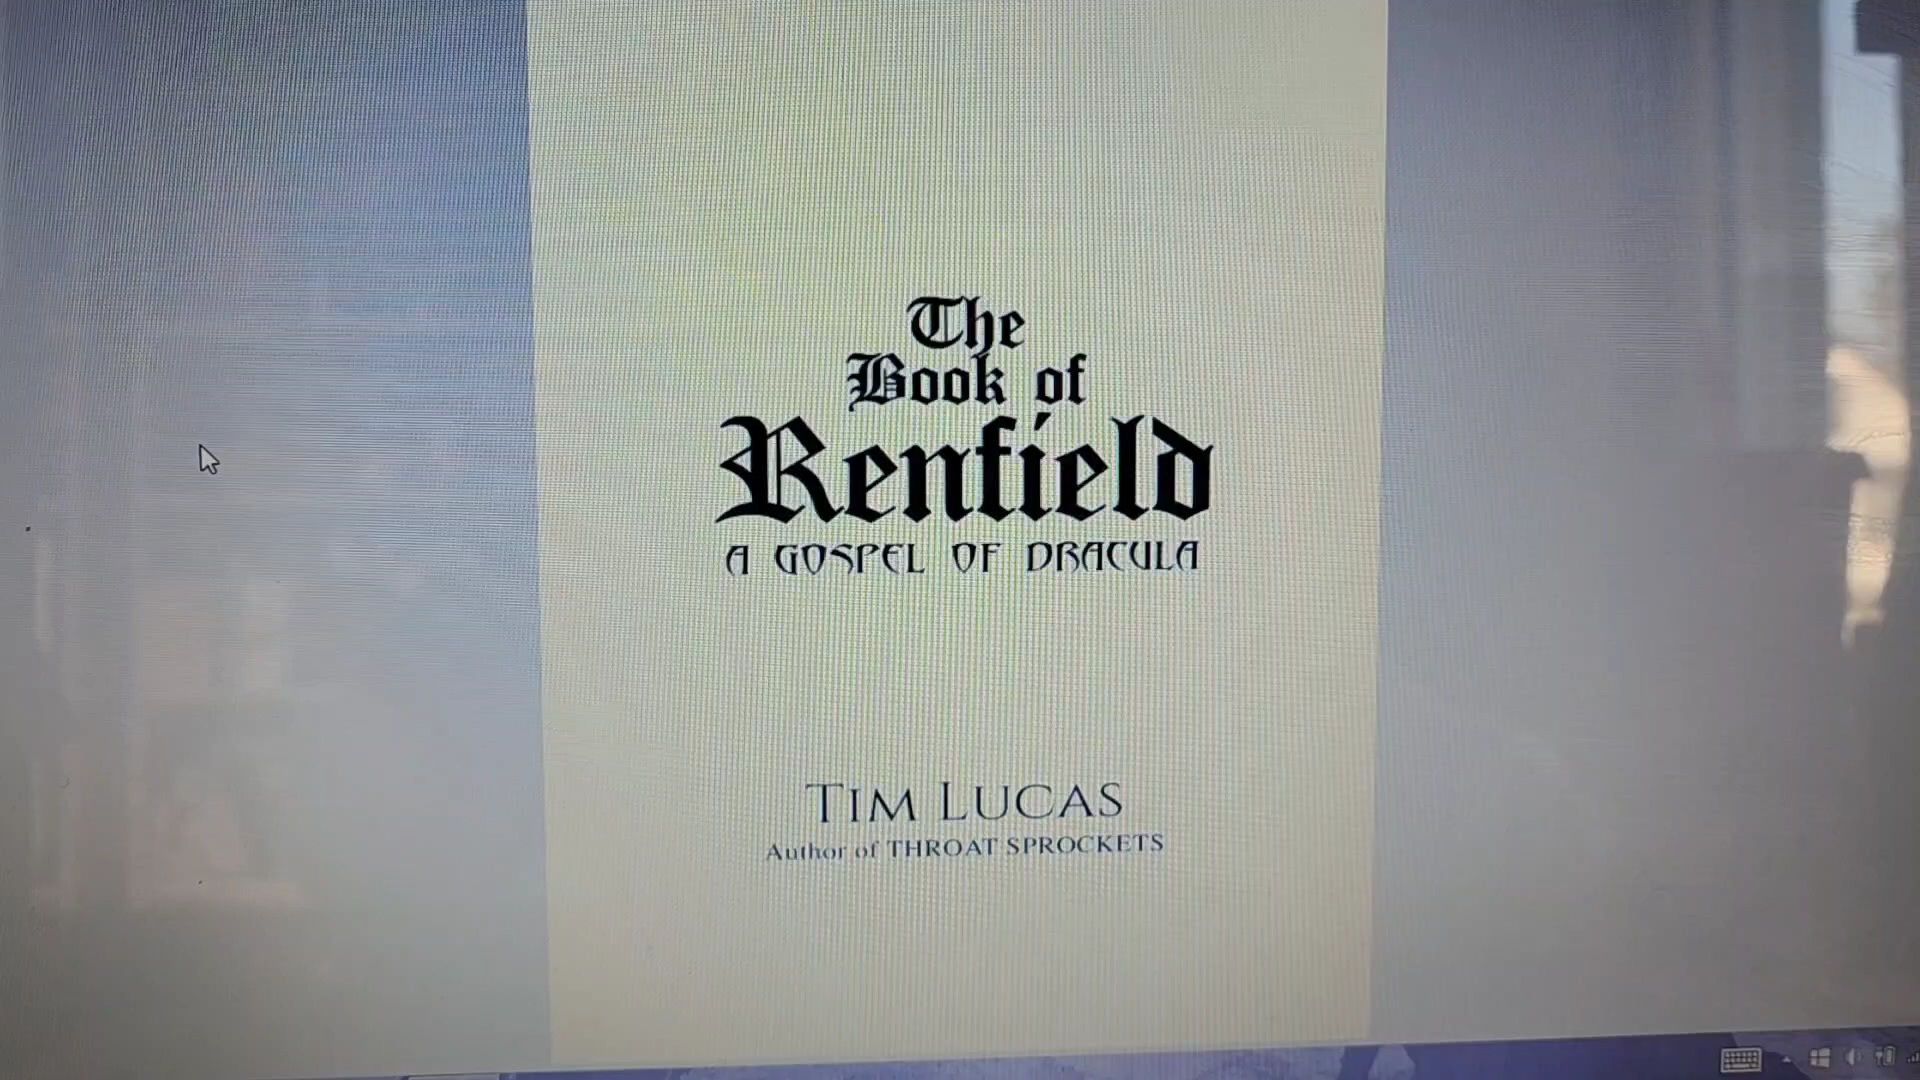 The
Book of
Renfield
A GOSPEL OF DRACULA
TIM LUCAS
Author of THROAT SPROCKETS